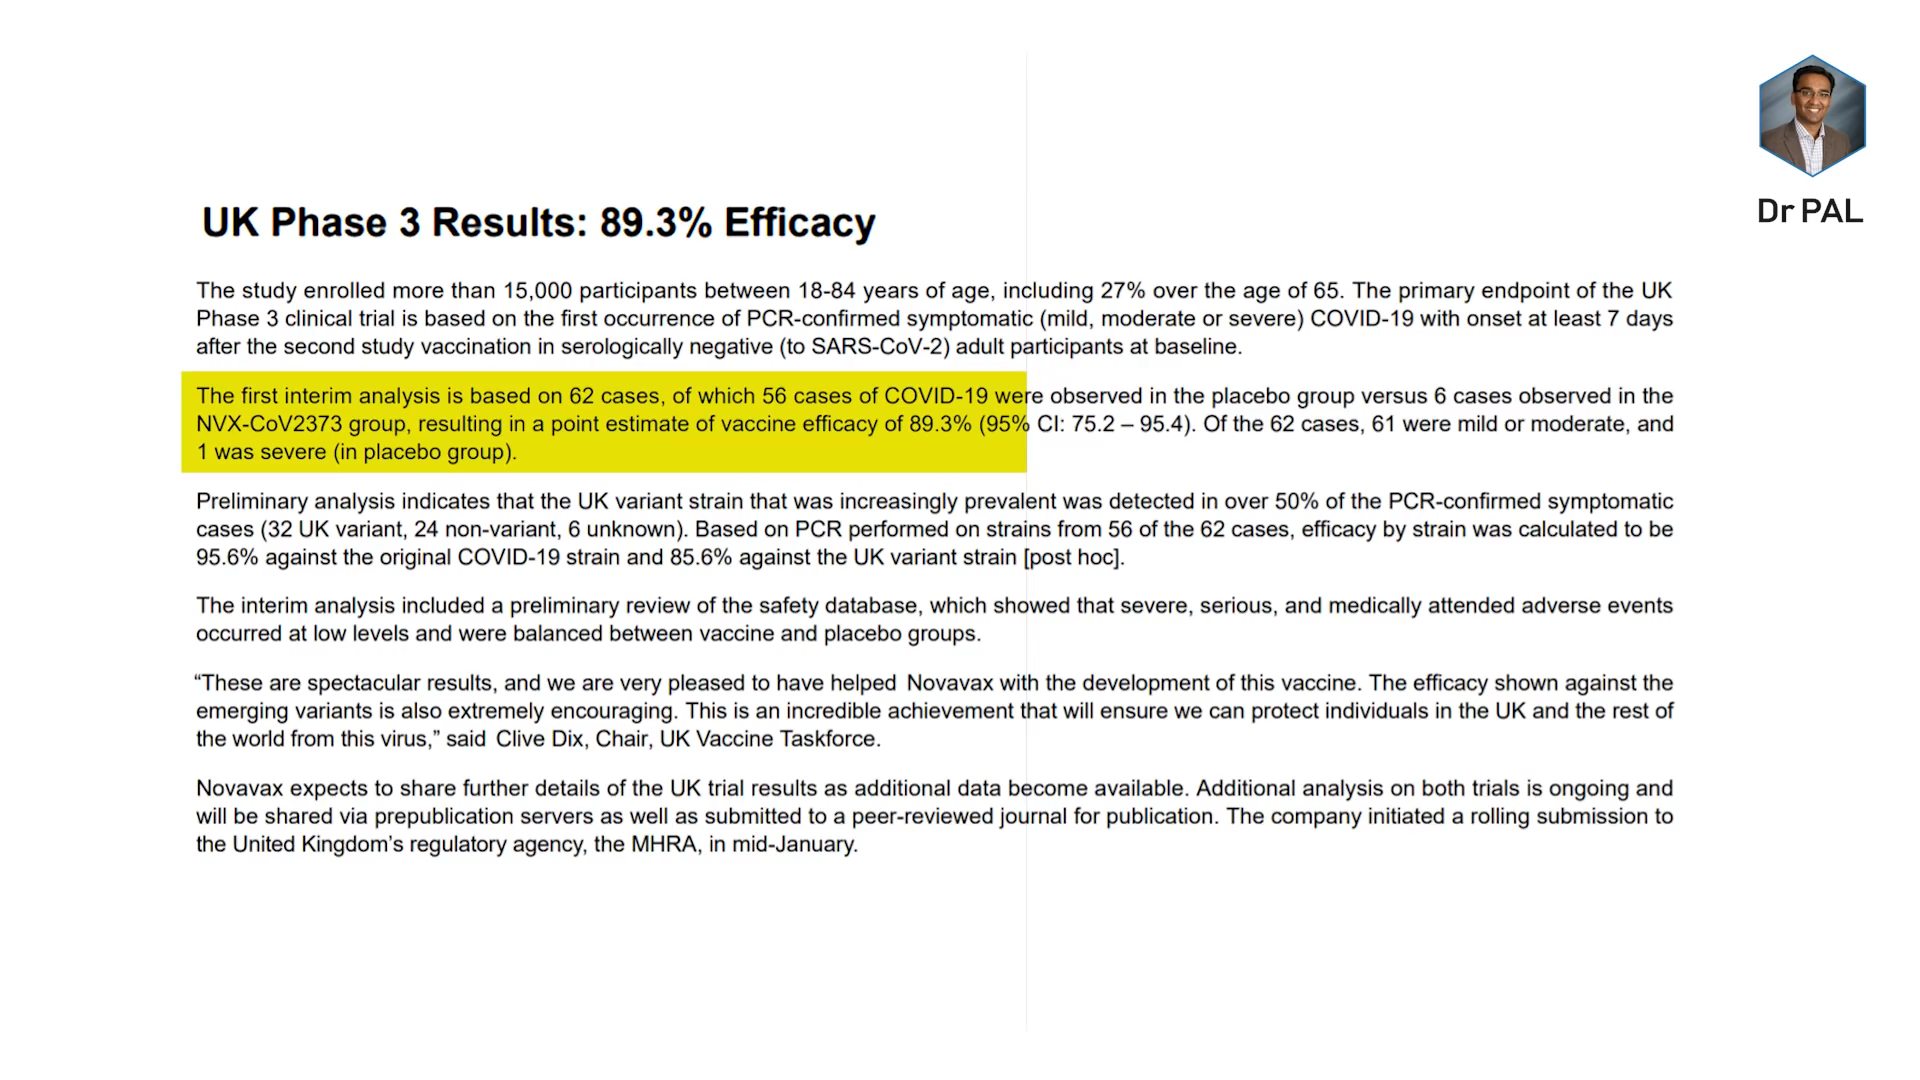 Dr PAL
UK Phase 3 Results: 89.3% Efficacy
The study enrolled more than 15,000 participants between 18-84 years of age, including 27% over the age of 65. The primary endpoint of the UK
Phase 3 clinical trial is based on the first occurrence of PCR-confirmed symptomatic (mild, moderate or severe) COVID-19 with onset at least 7 days
after the second study vaccination in serologically negative (to SARS-CoV-2) adult participants at baseline.
The first interim analysis is based on 62 cases, of which 56 cases of COVID-19 were observed in the placebo group versus 6 cases observed in the
NVX-CoV2373 group, resulting in a point estimate of vaccine efficacy of 89.3% (95% CI: 75.2 – 95.4). Of the 62 cases, 61 were mild or moderate, and
1 was severe (in placebo group).
Preliminary analysis indicates that the UK variant strain that was increasingly prevalent was detected in over 50% of the PCR-confirmed symptomatic
cases (32 UK variant, 24 non-variant, 6 unknown). Based on PCR performed on strains from 56 of the 62 cases, efficacy by strain was calculated to be
95.6% against the original COVID-19 strain and 85.6% against the UK variant strain [post hoc].
The interim analysis included a preliminary review of the safety database, which showed that severe, serious, and medically attended adverse events
occurred at low levels and were balanced between vaccine and placebo groups.
“These are spectacular results, and we are very pleased to have helped Novavax with the development of this vaccine. The efficacy shown against the
emerging variants is also extremely encouraging. This is an incredible achievement that will ensure we can protect individuals in the UK and the rest of
the world from this virus,” said Clive Dix, Chair, UK Vaccine Taskforce.
Novavax expects to share further details of the UK trial results as additional data become available. Additional analysis on both trials is ongoing and
will be shared via prepublication servers as well as submitted to a peer-reviewed journal for publication. The company initiated a rolling submission to
the United Kingdom’s regulatory agency, the MHRA, in mid-January.